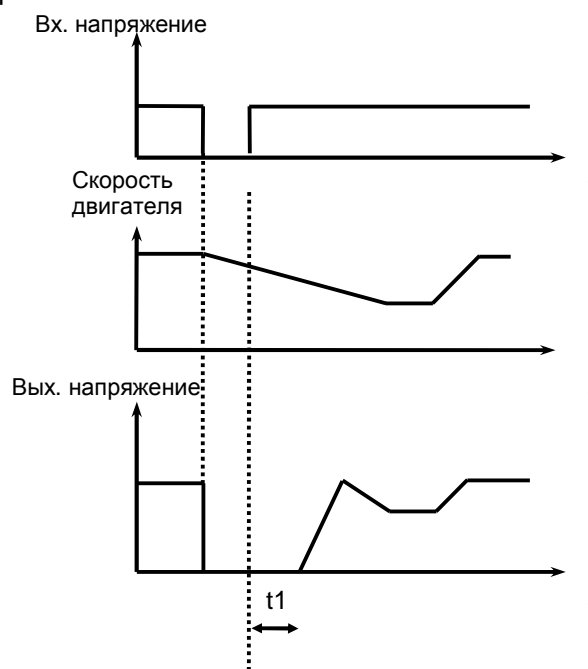 Вх. напряжение
Скорость
двигателя
Вых. напряжение
t1